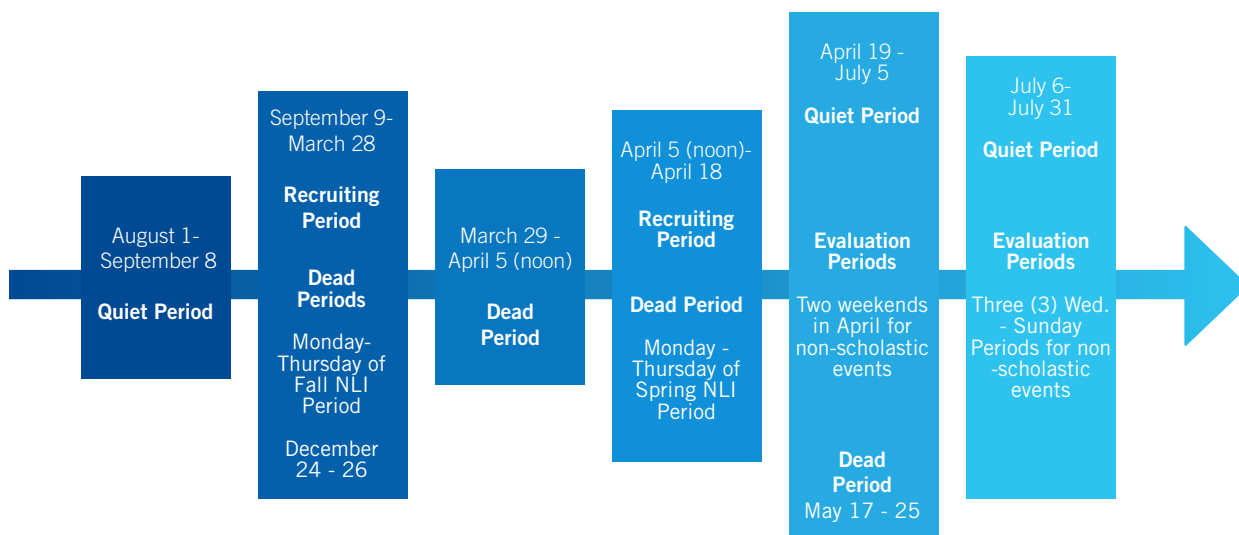 August 1-
September 8
Quiet Period
September 9-
March 28
Recruiting
Period
Dead
Periods
Monday-
Thursday of
Fall NLI
Period
December
24 - 26
March 29 -
April 5 (noon)
Dead
Period
April 5 (noon)-
April 18
Recruiting
Period
Dead Period
Monday -
Thursday of
Spring NLI
Period
April 19 -
July 5
Quiet Period
Evaluation
Periods
Two weekends
in April for
non-scholastic
events
Dead
Period
May 17 - 25
July 6-
July 31
Quiet Period
Evaluation
Periods
Three (3) Wed.
- Sunday
Periods for non
-scholastic
events